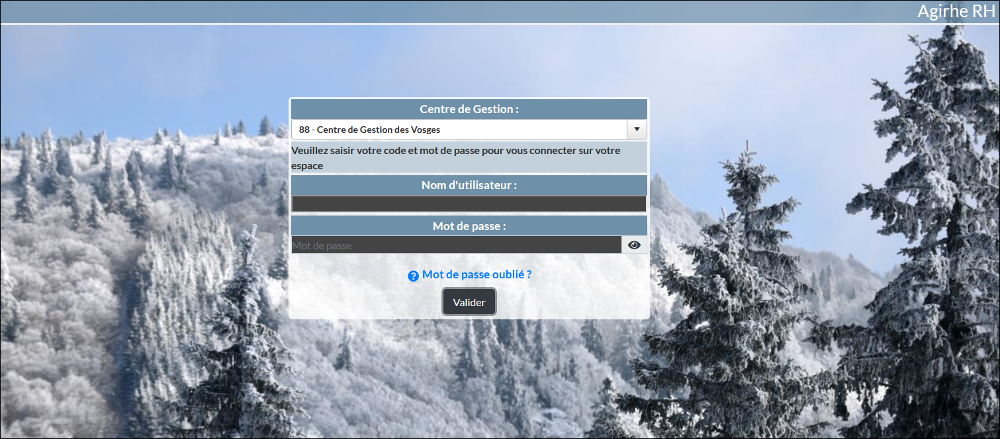 Agirhe RH
Centre de Gestion :
88 - Centre de Gestion des Vosges
Veuillez saisir votre code et mot de passe pour vous connecter sur votre
espace
Nom d'utilisateur :
Mot de passe :
Mot de passe
Mot de passe oublié ?
Valider